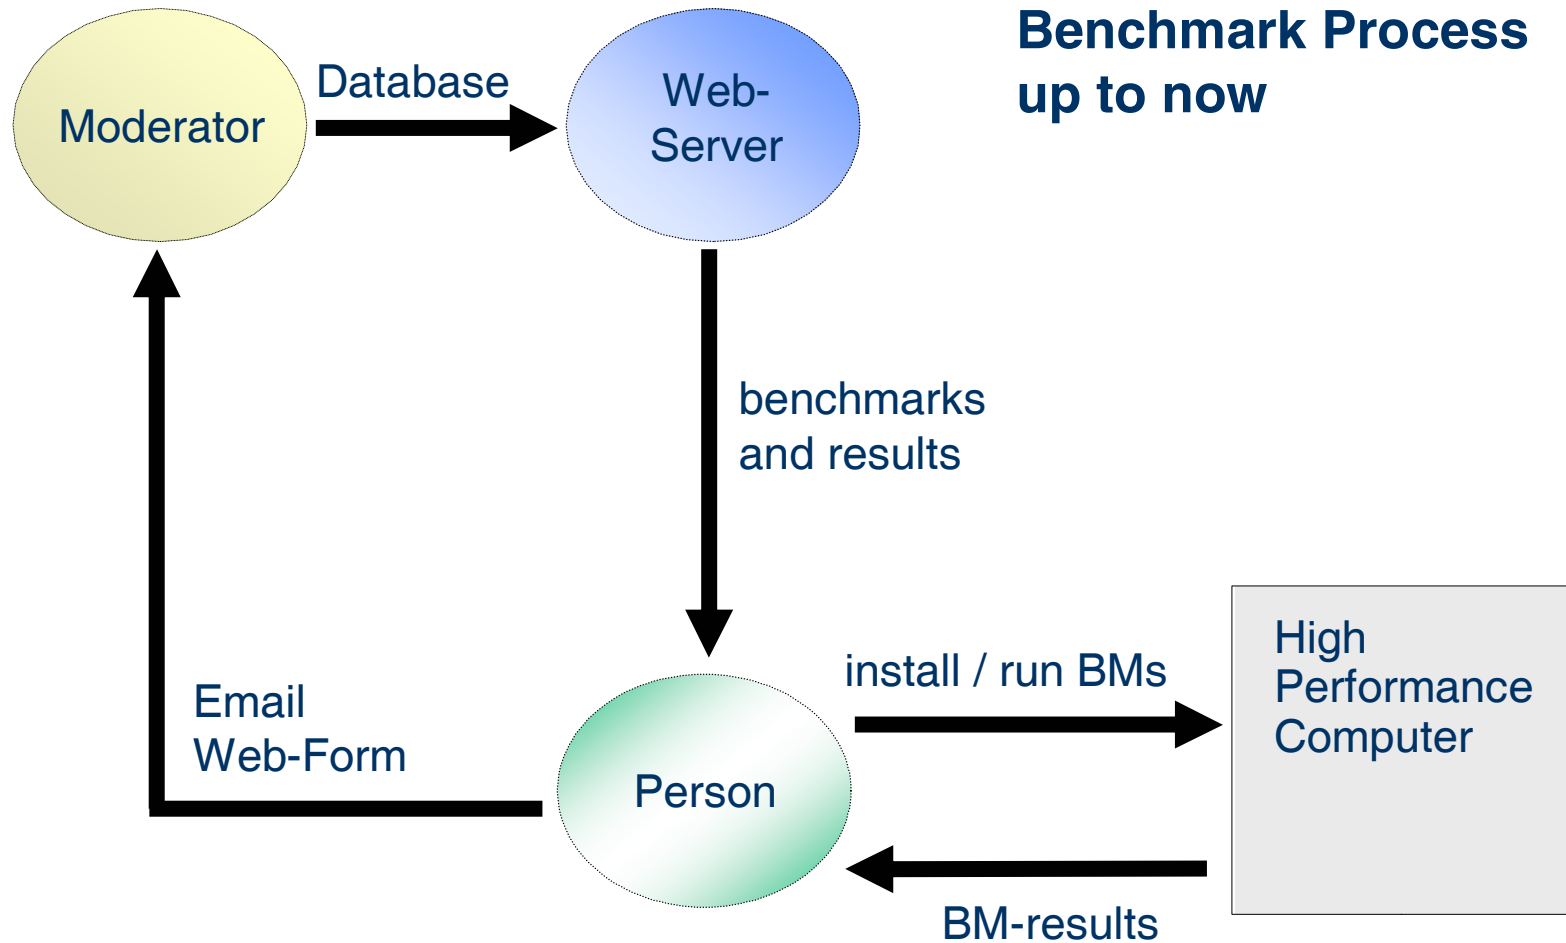 Benchmark Process
up to now
Moderator
Database
Web-
Server
benchmarks
and results
Email
Web-Form
Person
install / run BMs
High
Performance
Computer
BM-results